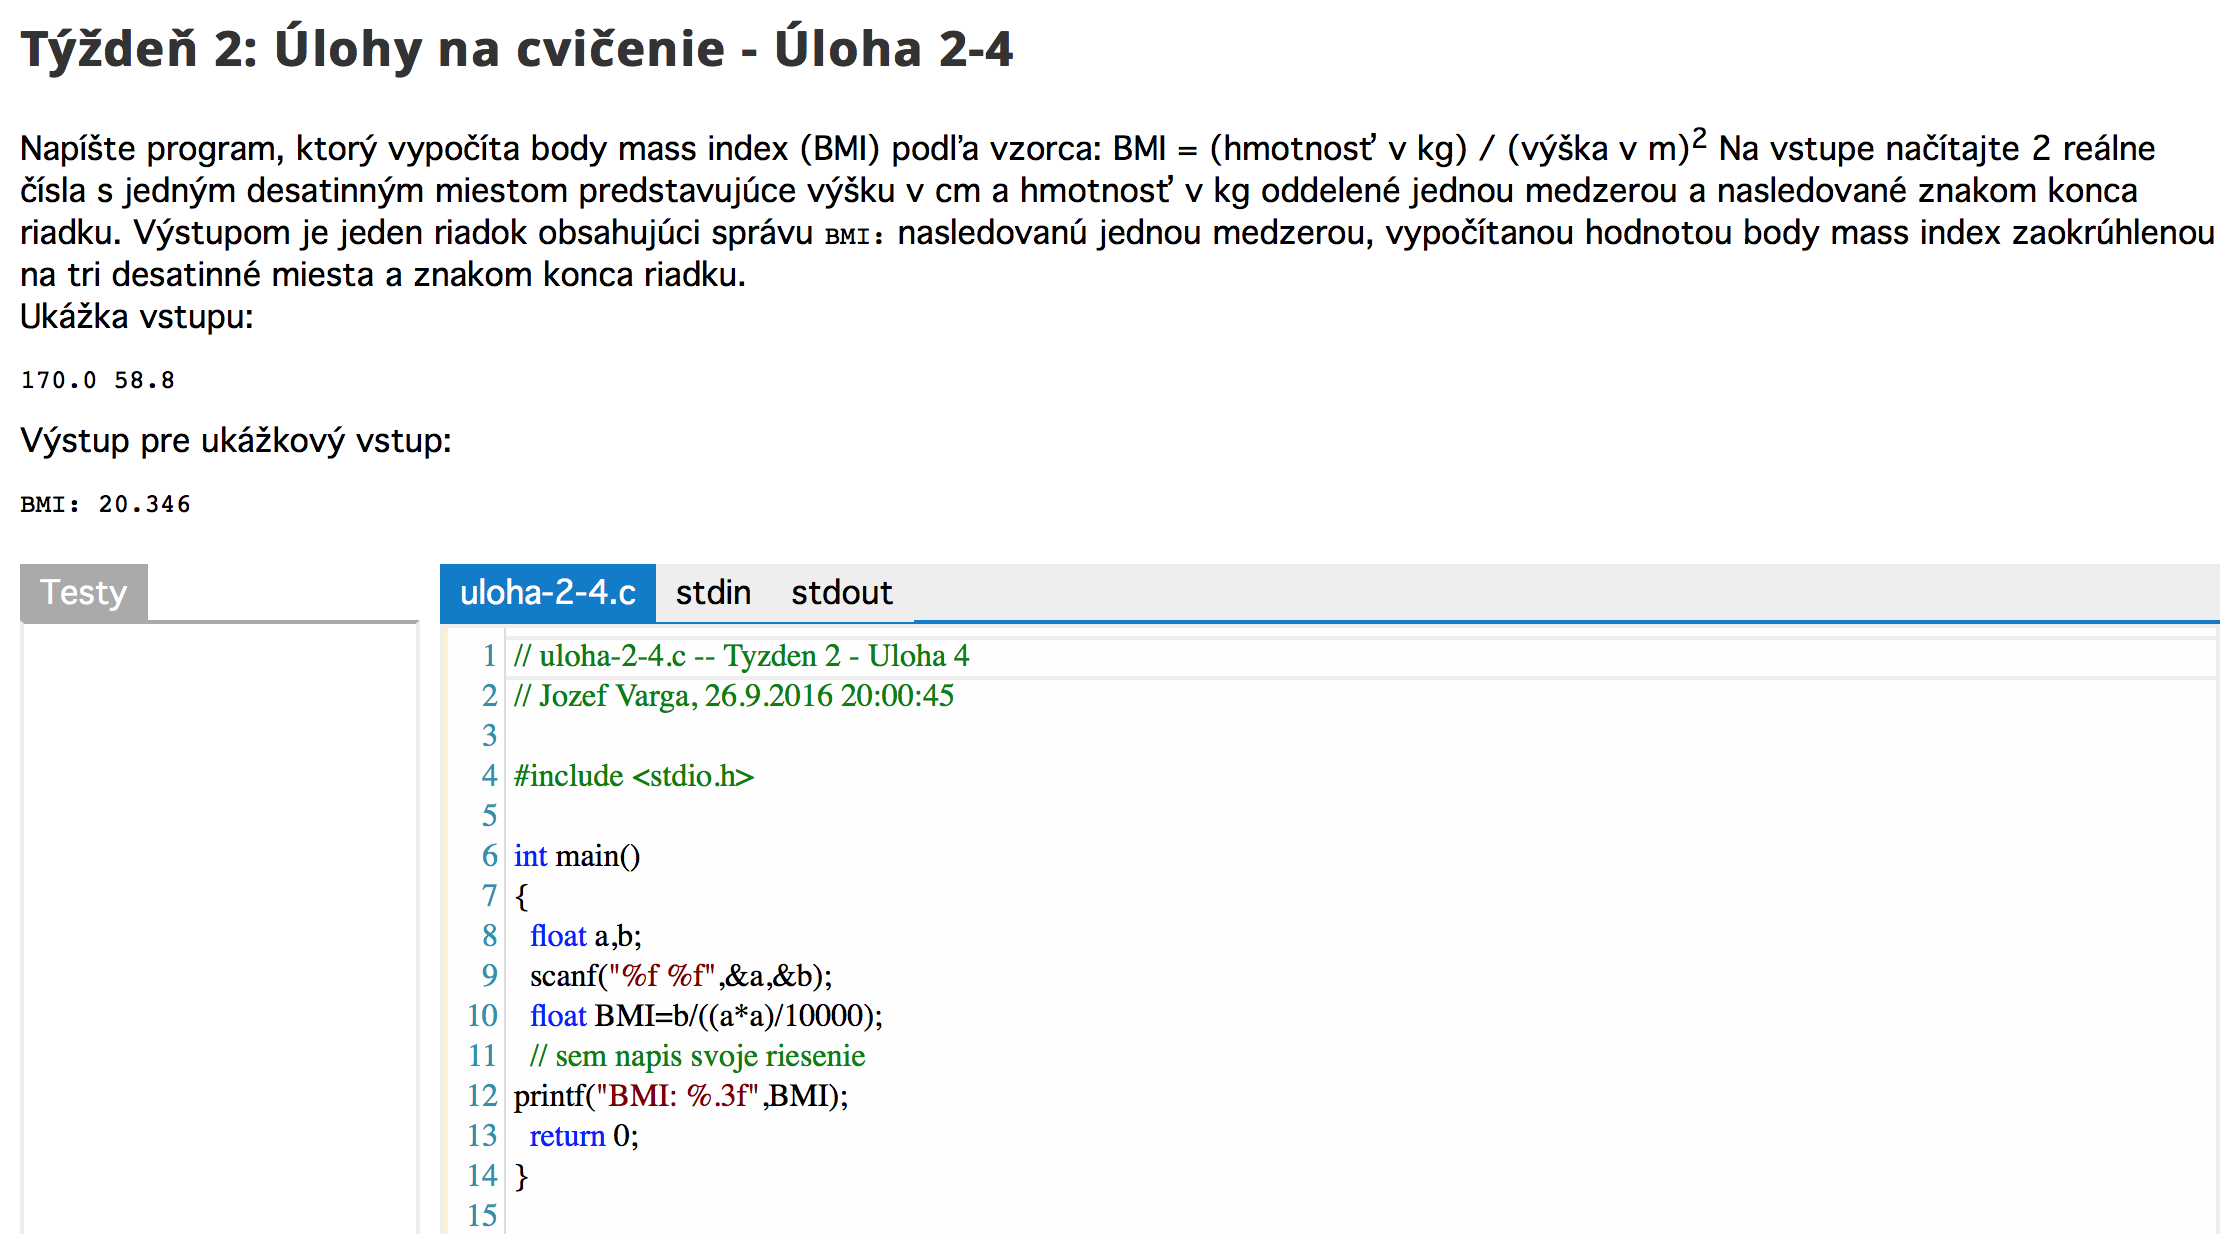 Týždeň 2: Úlohy na cvičenie - Úloha 2-4
Napíšte program, ktorý vypočíta body mass index (BMI) podľa vzorca: BMI = (hmotnosť v kg) / (výška v m)² Na vstupe načítajte 2 reálne
čísla s jedným desatinným miestom predstavujúce výšku v cm a hmotnosť v kg oddelené jednou medzerou a nasledované znakom konca
riadku. Výstupom je jeden riadok obsahujúci správu BMI: nasledovanú jednou medzerou, vypočítanou hodnotou body mass index zaokrúhlenou
na tri desatinné miesta a znakom konca riadku.
Ukážka vstupu:
170.0 58.8
Výstup pre ukážkový vstup:
BMI: 20.346
Testy
uloha-2-4.c stdin stdout
1 // uloha-2-4.c -- Tyzden 2 - Uloha 4
2 // Jozef Varga, 26.9.2016 20:00:45
3
4 #include <stdio.h>
5
6 int main()
7 {
8 float a,b;
9 scanf("%f %f",&a,&b);
10 float BMI=b/((a*a)/10000);
11 // sem napis svoje riesenie
12 printf("BMI: %.3f",BMI);
13 return 0;
14 }
15